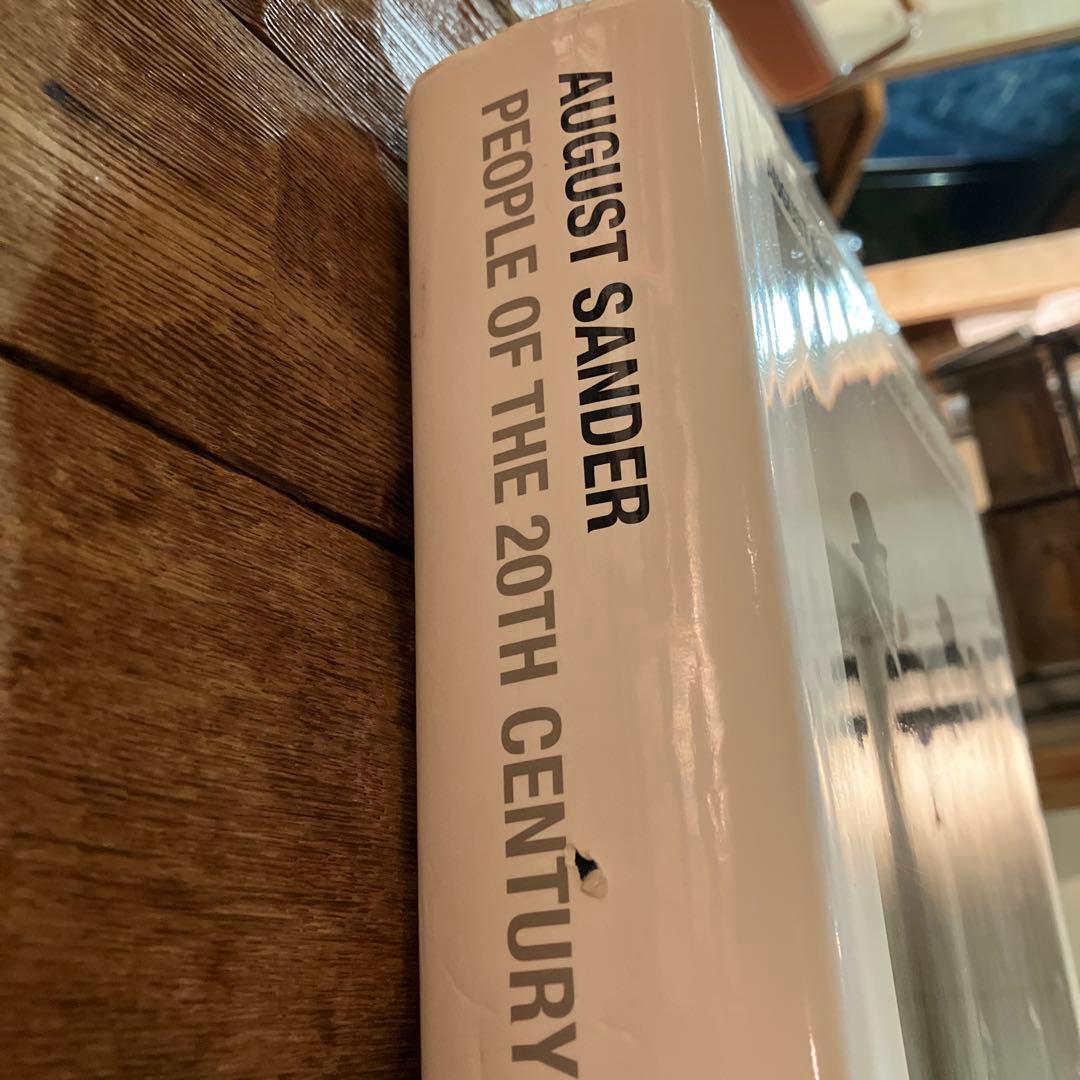 AUGUST SANDER
PEOPLE OF THE 20TH CENTURY